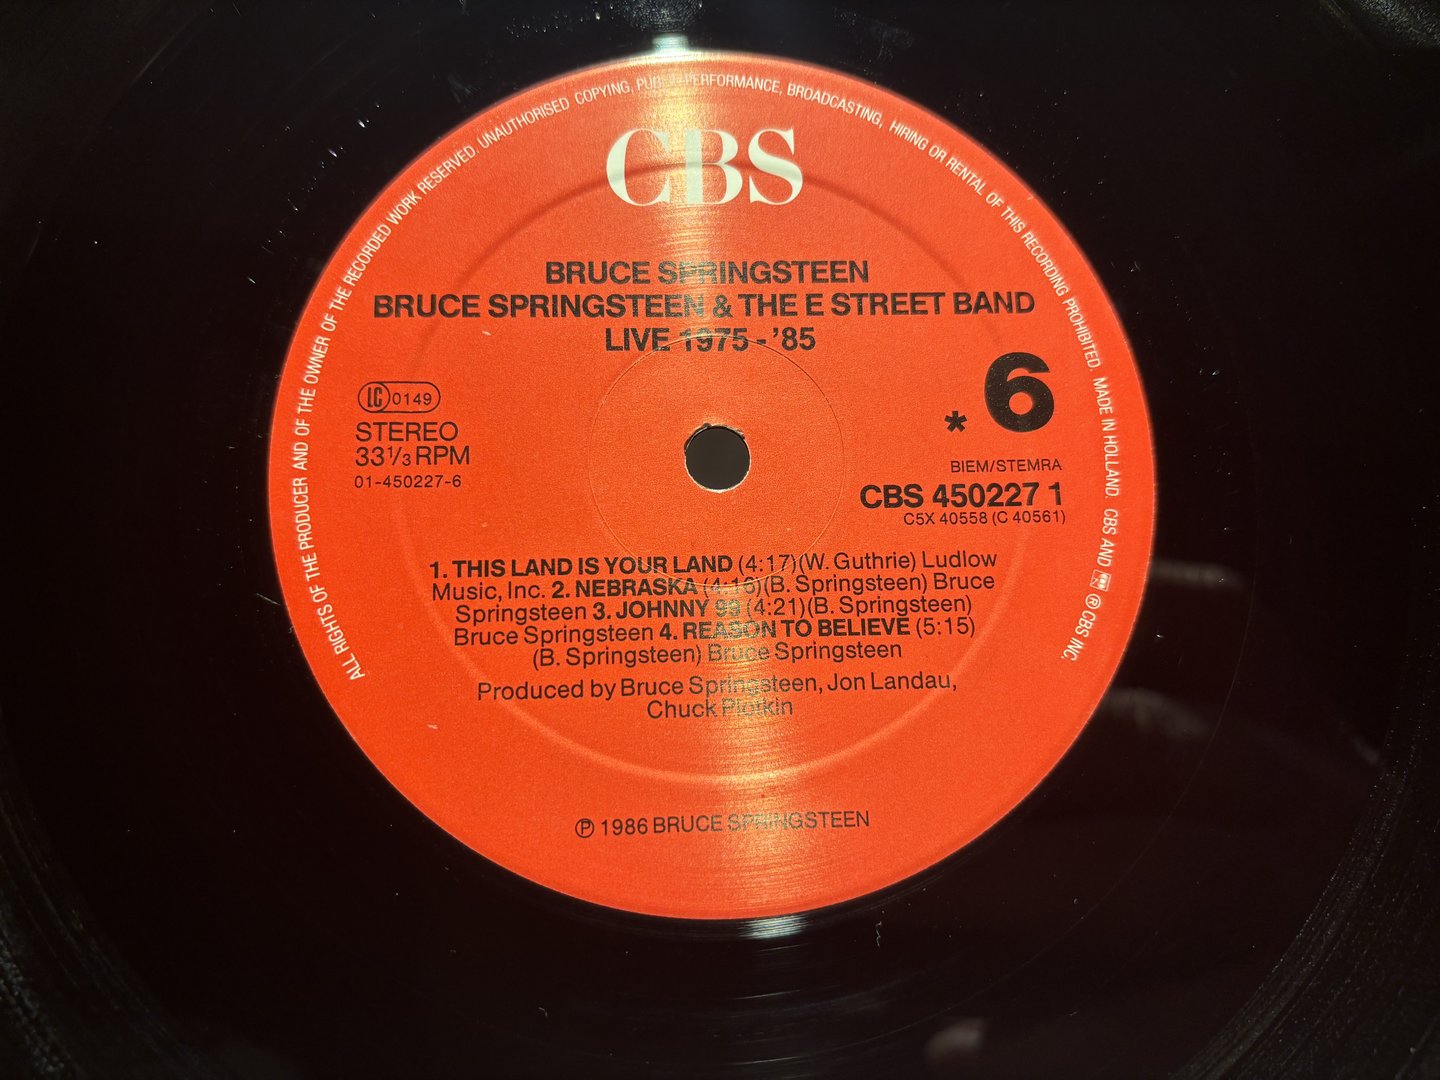 ALL RIGHTS OF THE PRODUCER AND OF THE OWNER OF THE RECORDED WORK RESERVED. UNAUTHORISED COPYING, PUBLIC PERFORMANCE, BROADCASTING, HIRING OR RENTAL OF THIS RECORDING PROHIBITED. MADE IN HOLLAND. CBS AND ® CBS INC.
CBS
BRUCE SPRINGSTEEN
BRUCE SPRINGSTEEN & THE E STREET BAND
LIVE 1975-'85
LC 0149
STEREO
33 1/3 RPM
01-450227-6
* 6
BIEM/STEMRA
CBS 450227 1
C5X 40558 (C 40561)
1. THIS LAND IS YOUR LAND (4:17)(W. Guthrie) Ludlow
Music, Inc. 2. NEBRASKA (4:16)(B. Springsteen) Bruce
Springsteen 3. JOHNNY 99 (4:21)(B. Springsteen)
Bruce Springsteen 4. REASON TO BELIEVE (5:15)
(B. Springsteen) Bruce Springsteen
Produced by Bruce Springsteen, Jon Landau,
Chuck Plotkin
℗ 1986 BRUCE SPRINGSTEEN